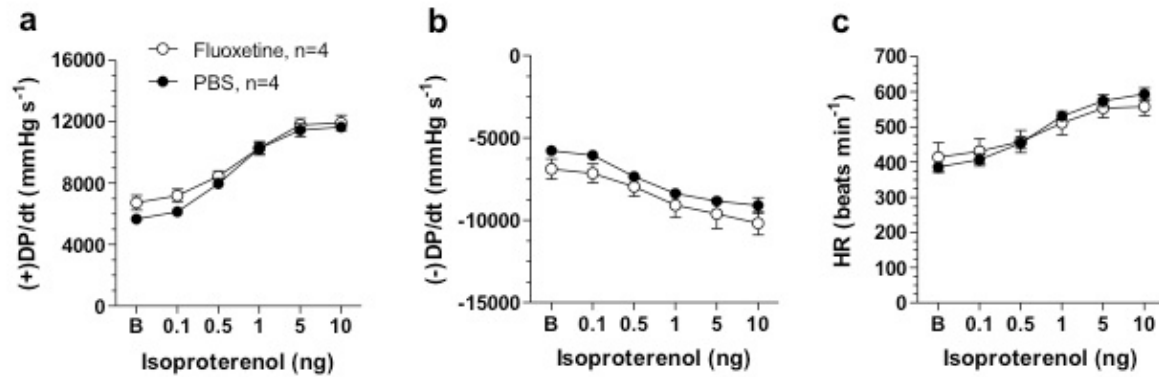 a
Fluoxetine, n=4
PBS, n=4
(+)DP/dt (mmHg s-1)
16000
12000
8000
4000
0
B 0.1 0.5 1 5 10
Isoproterenol (ng)
b
(-)DP/dt (mmHg s-1)
0
-5000
-10000
-15000
B 0.1 0.5 1 5 10
Isoproterenol (ng)
c
HR (beats min-1)
700
600
500
400
300
200
100
0
B 0.1 0.5 1 5 10
Isoproterenol (ng)